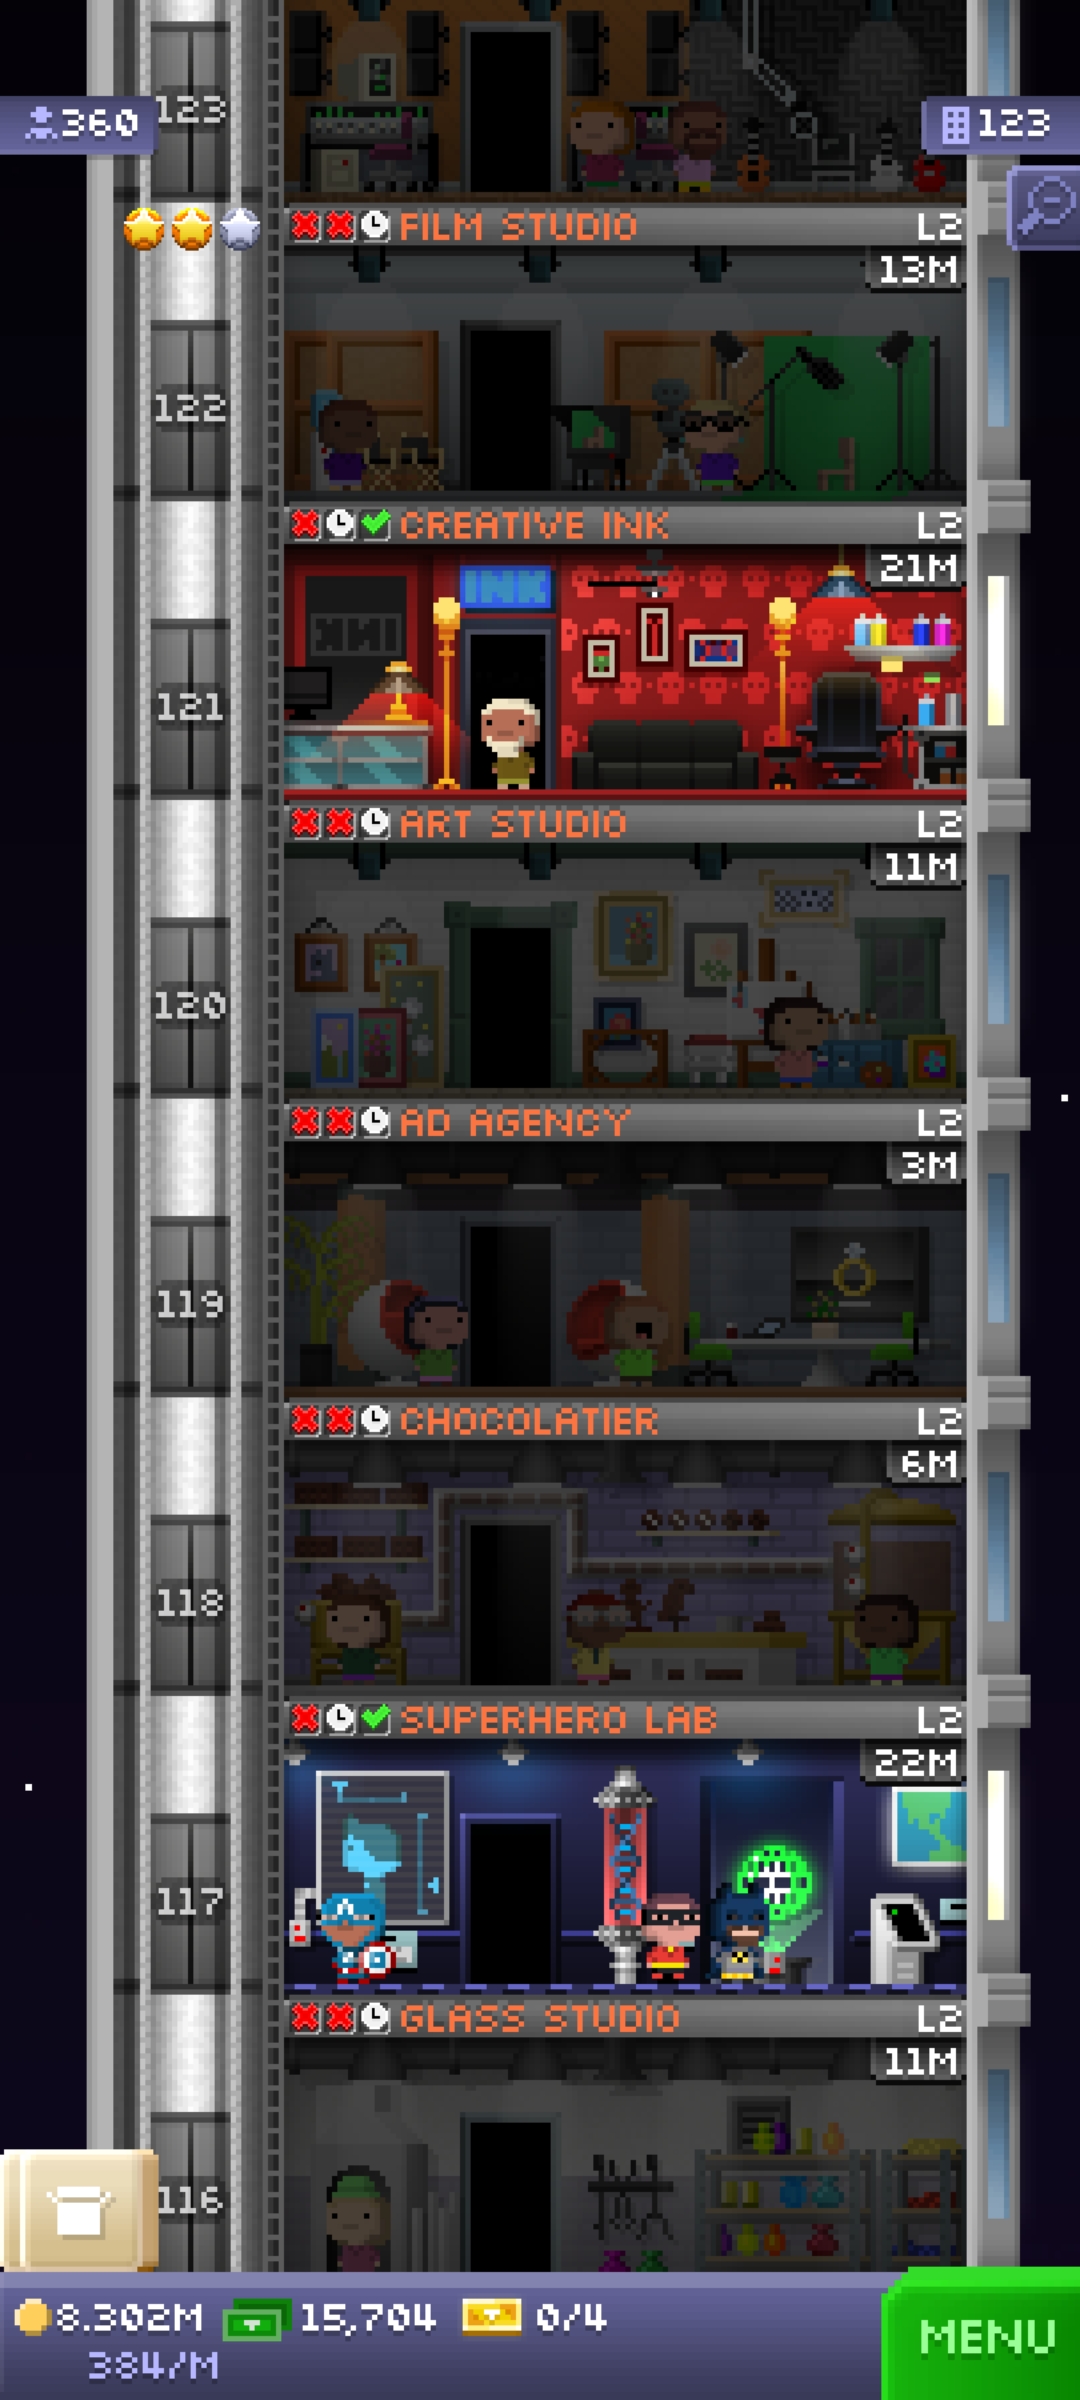 123
360
123
FILM STUDIO L2
13M
122
CREATIVE INK L2
21M
INK
INK
121
ART STUDIO L2
11M
120
AD AGENCY L2
3M
119
CHOCOLATIER L2
6M
118
SUPERHERO LAB L2
22M
117
GLASS STUDIO L2
11M
116
8.302M 15,704 0/4
384/M
MENU